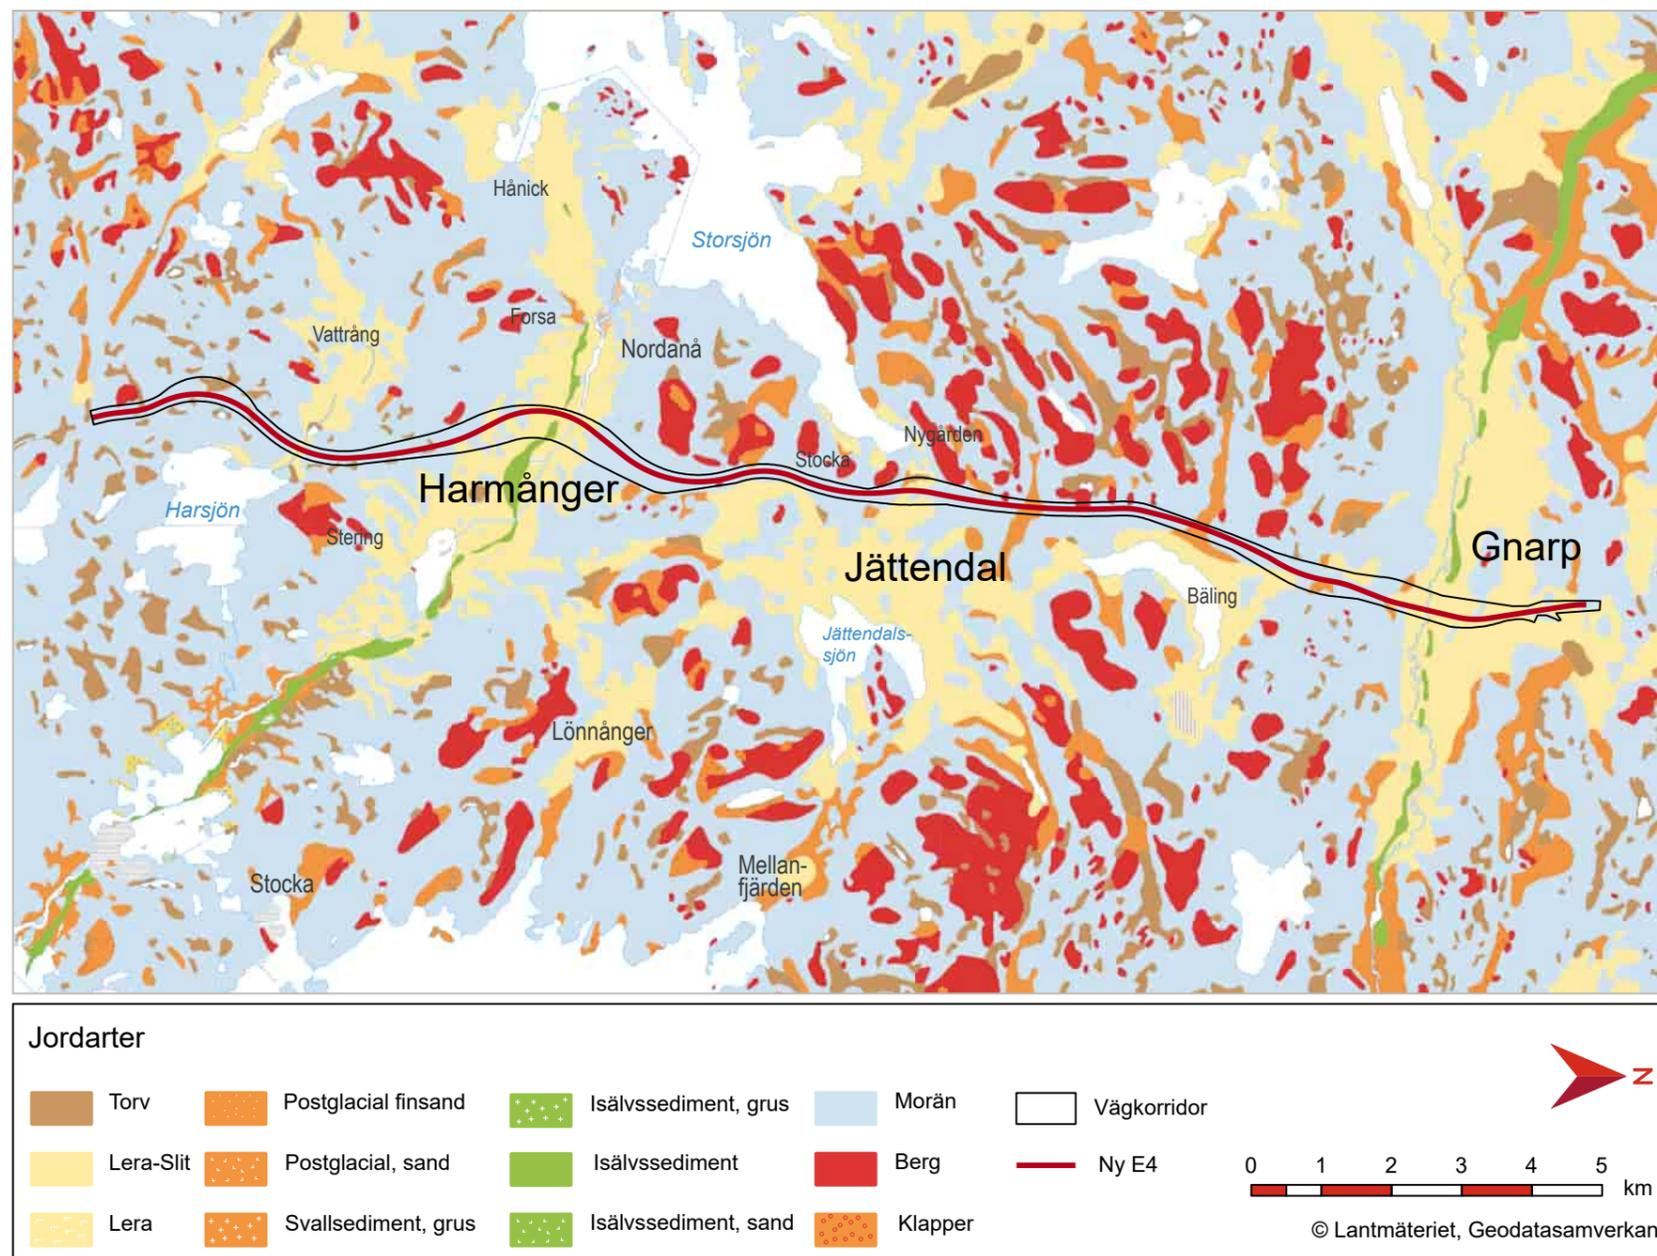 Hånick
Storsjön
Forsa
Vattrång
Nordanå
Nygården
Stocka
Harmånger
Harsjön
Stering
Gnarp
Jättendal
Bäling
Jättendals-
sjön
Lönnånger
Mellan-
fjärden
Stocka
Jordarter
Torv
Postglacial finsand
Isälvssediment, grus
Morän
Vägkorridor
Lera-Slit
Postglacial, sand
Isälvssediment
Berg
Ny E4
Lera
Svallsediment, grus
Isälvssediment, sand
Klapper
N
0 1 2 3 4 5
km
© Lantmäteriet, Geodatasamverkan